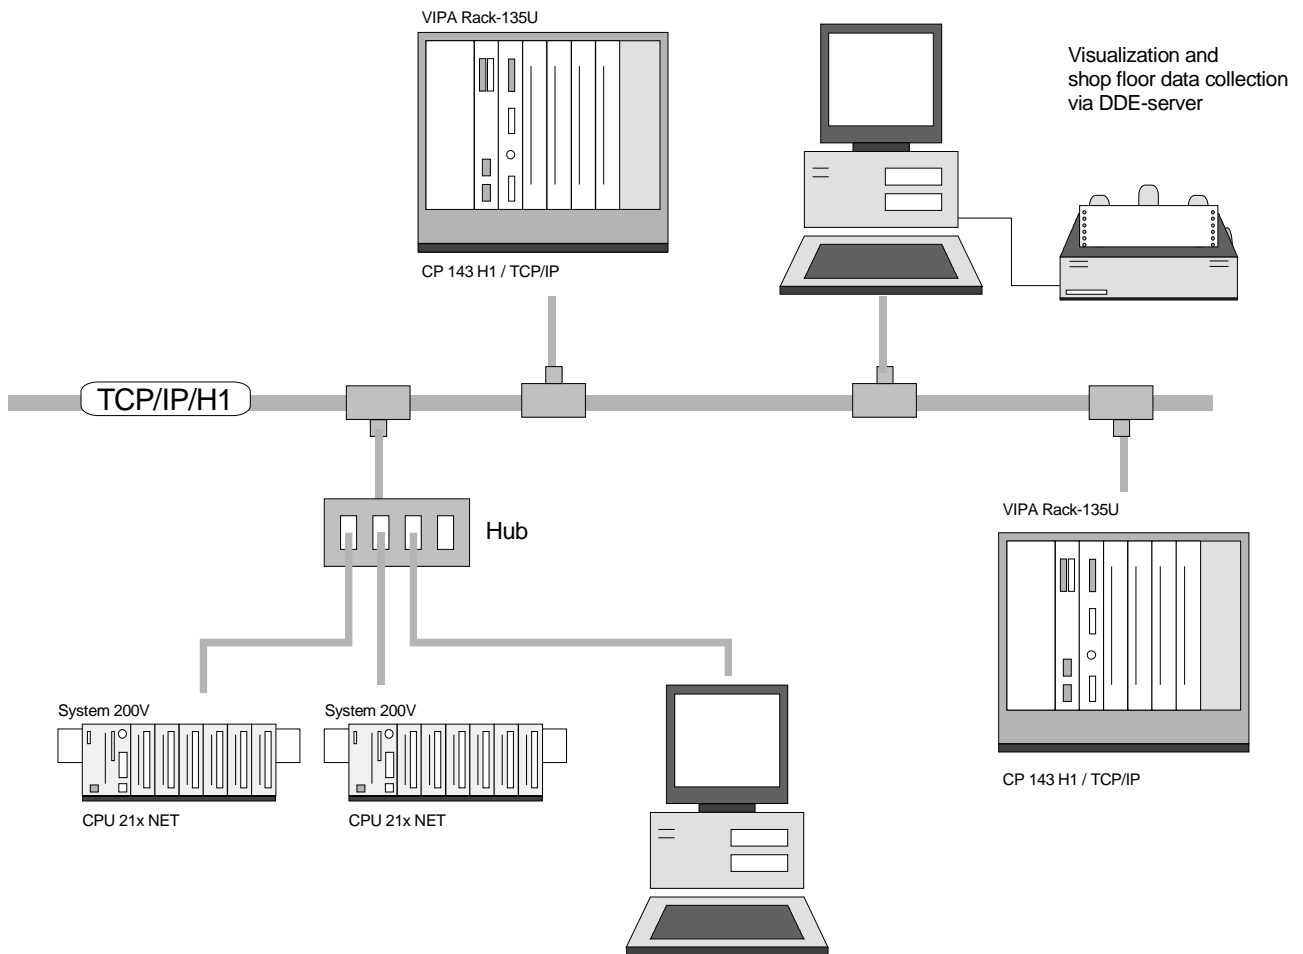 VIPA Rack-135U
Visualization and
shop floor data collection
via DDE-server
CP 143 H1 / TCP/IP
TCP/IP/H1
Hub
VIPA Rack-135U
System 200V
System 200V
CP 143 H1 / TCP/IP
CPU 21x NET
CPU 21x NET